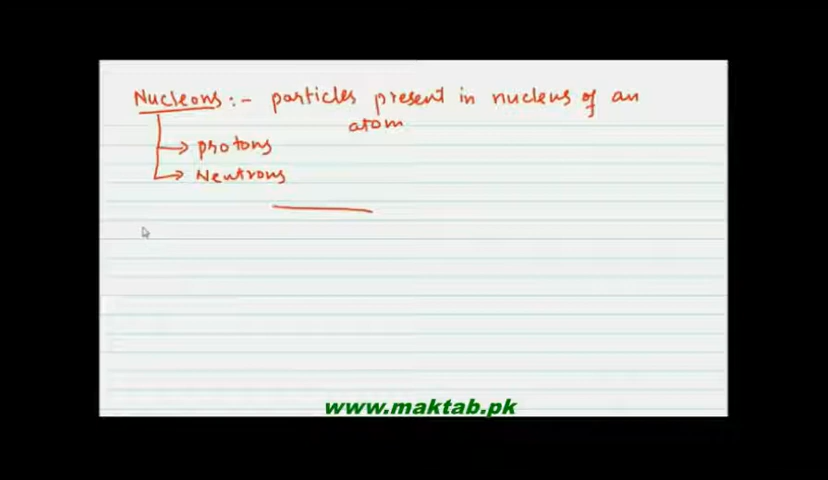 Nucleons :- particles present in nucleus of an
atom
protons
Neutrons
www.maktab.pk